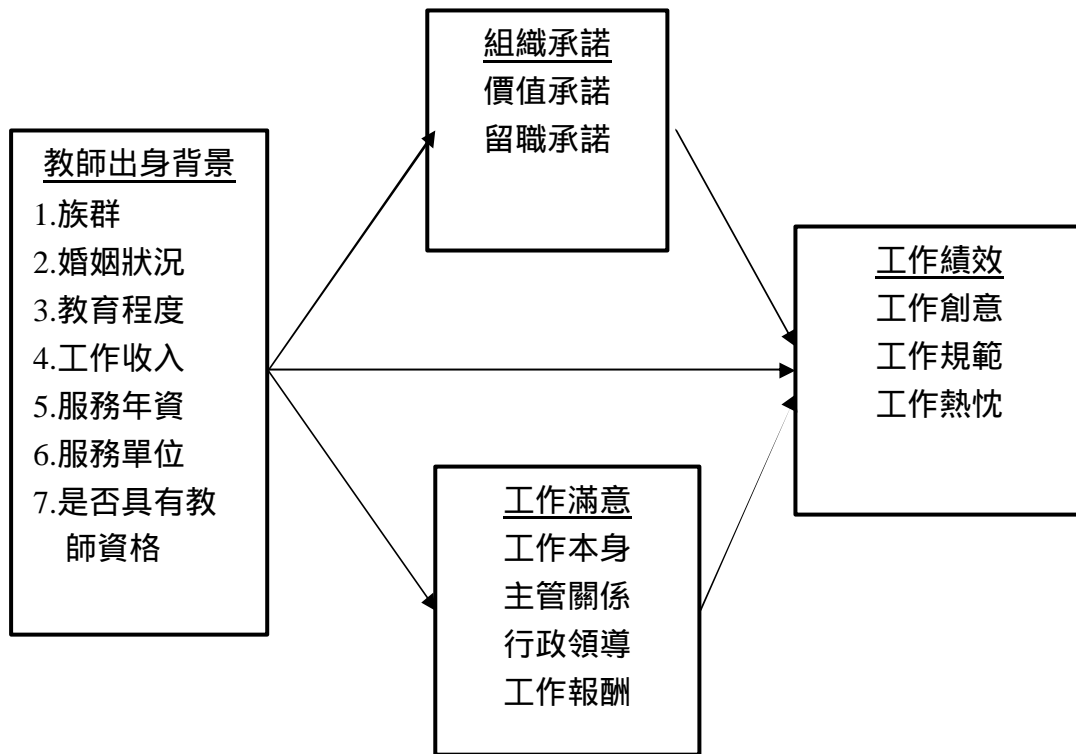 組織承諾
價值承諾
留職承諾
教師出身背景
1.族群
2.婚姻狀況
3.教育程度
4.工作收入
5.服務年資
6.服務單位
7.是否具有教
師資格
工作績效
工作創意
工作規範
工作熱忱
工作滿意
工作本身
主管關係
行政領導
工作報酬